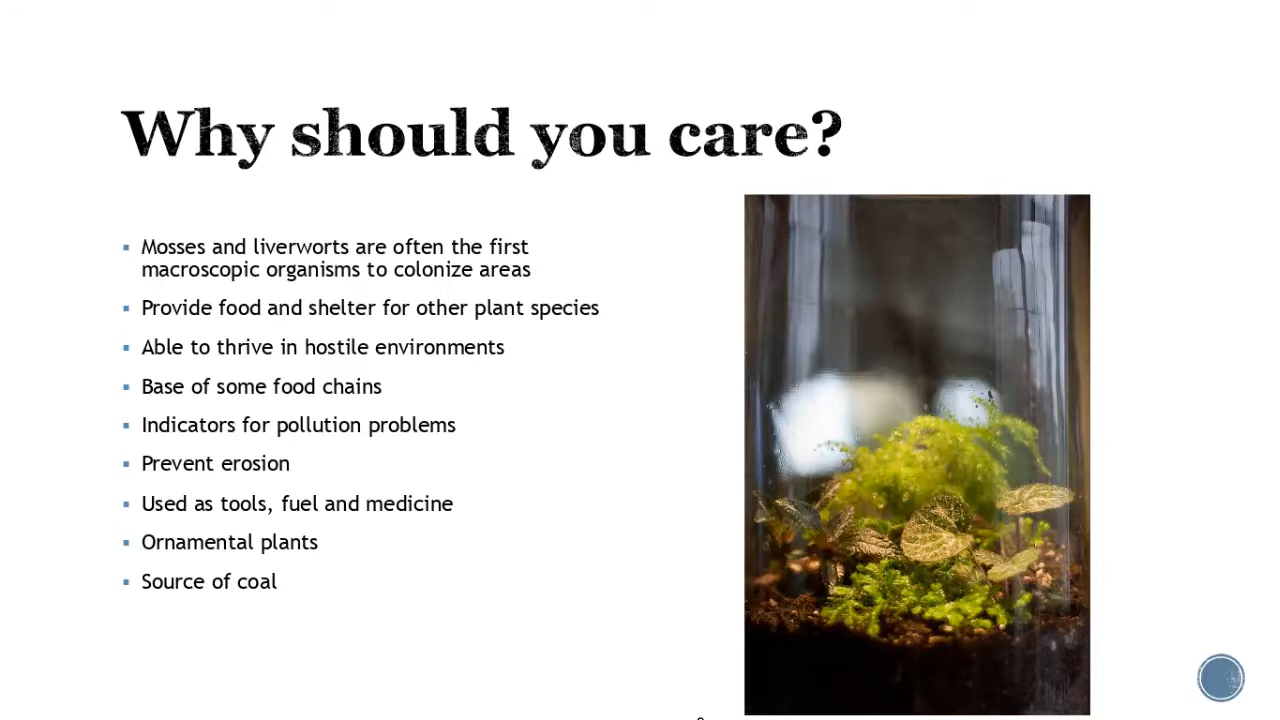 Why should you care?
Mosses and liverworts are often the first
macroscopic organisms to colonize areas
Provide food and shelter for other plant species
Able to thrive in hostile environments
Base of some food chains
Indicators for pollution problems
Prevent erosion
Used as tools, fuel and medicine
Ornamental plants
Source of coal